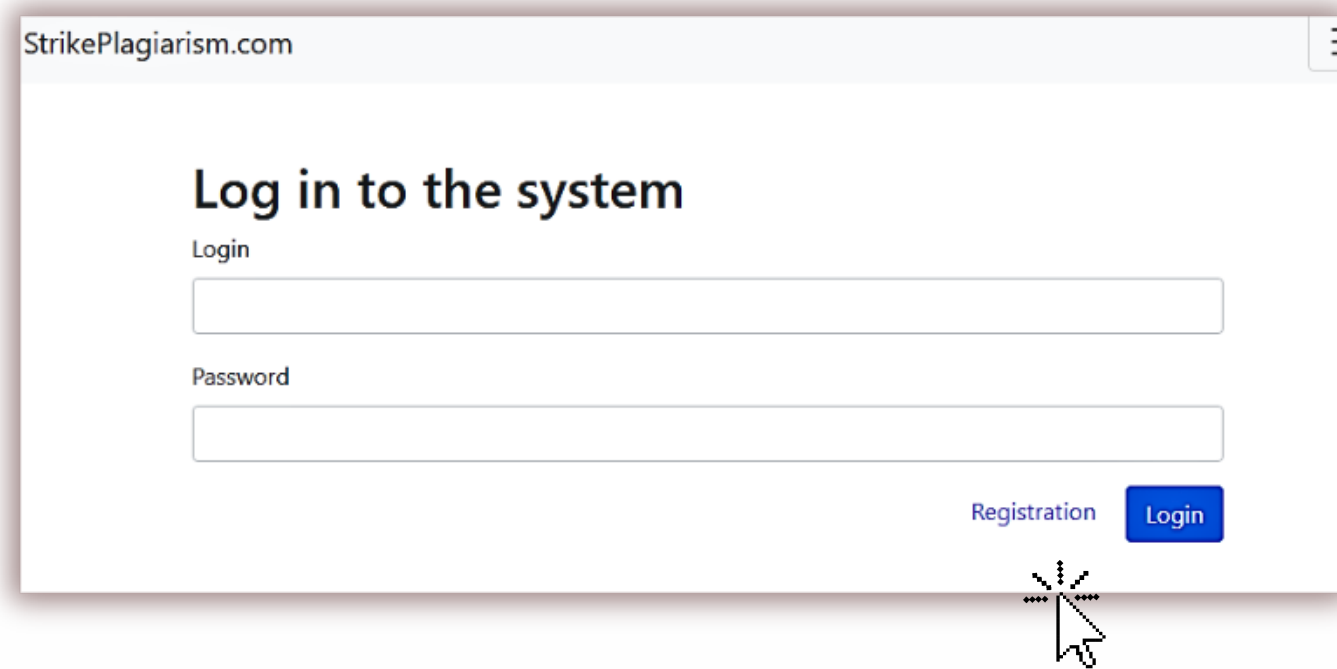 StrikePlagiarism.com
Log in to the system
Login
Password
Registration Login